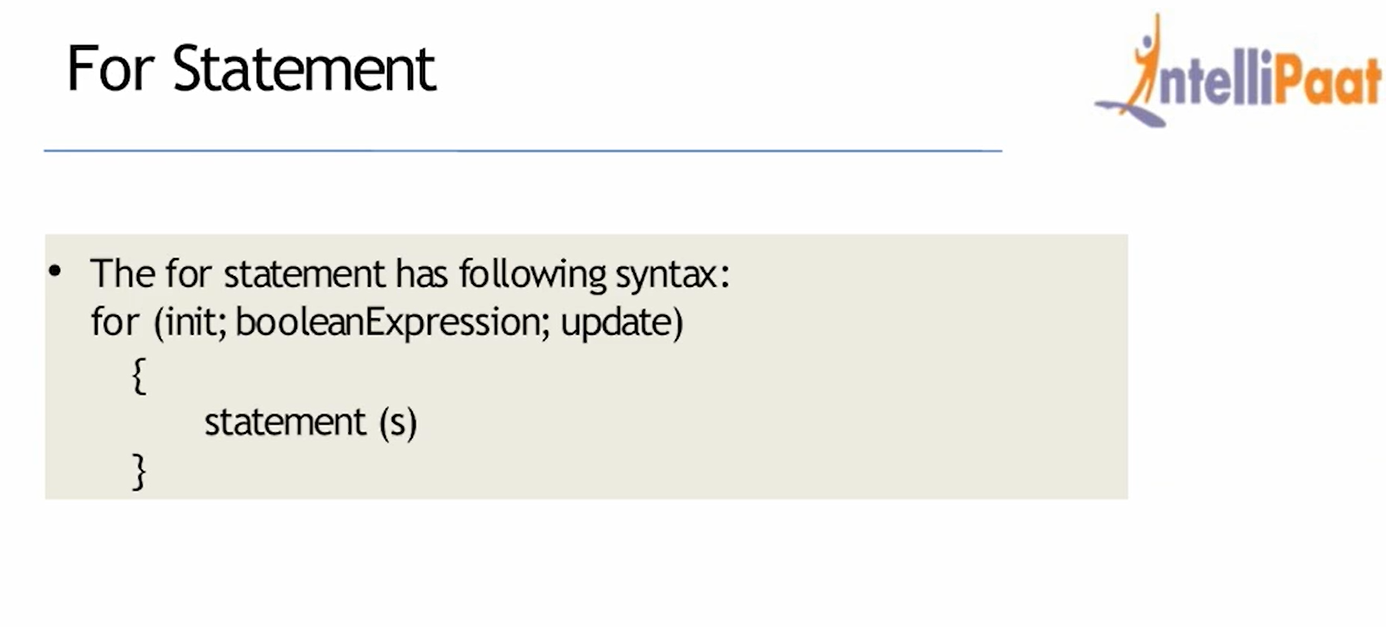 For Statement
IntelliPaat
• The for statement has following syntax:
for (init; booleanExpression; update)
{
statement (s)
}